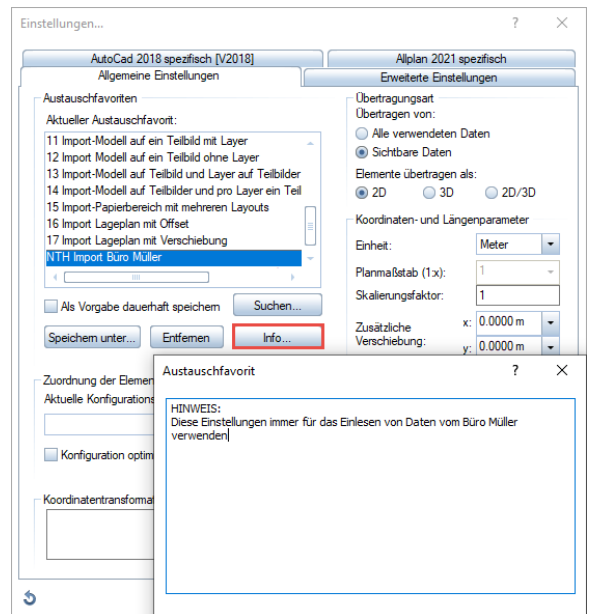 Einstellungen...
?
AutoCad 2018 spezifisch [V2018]
Allplan 2021 spezifisch
Allgemeine Einstellungen
Erweiterte Einstellungen
Austauschfavoriten
Aktueller Austauschfavorit:
11 Import-Modell auf ein Teilbild mit Layer
12 Import-Modell auf ein Teilbild ohne Layer
13 Import-Modell auf Teilbild und Layer auf Teilbilder
14 Import-Modell auf Teilbilder und pro Layer ein Teil
15 Import-Papierbereich mit mehreren Layouts
16 Import Lageplan mit Offset
17 Import Lageplan mit Verschiebung
NTH Import Büro Müller
Als Vorgabe dauerhaft speichern
Suchen...
Speichern unter...
Entfernen
Info...
Übertragungsart
Übertragen von:
Alle verwendeten Daten
Sichtbare Daten
Elemente übertragen als:
2D
3D
2D/3D
Koordinaten- und Längenparameter
Einheit:
Meter
Planmaßstab (1:x):
1
Skalierungsfaktor:
1
Zusätzliche
Verschiebung:
x:
0.0000 m
y:
0.0000 m
Zuordnung der Elemen
Aktuelle Konfigurations
Konfiguration optim
Koordinatentransformat
Austauschfavorit
?
HINWEIS:
Diese Einstellungen immer für das Einlesen von Daten vom Büro Müller
verwenden